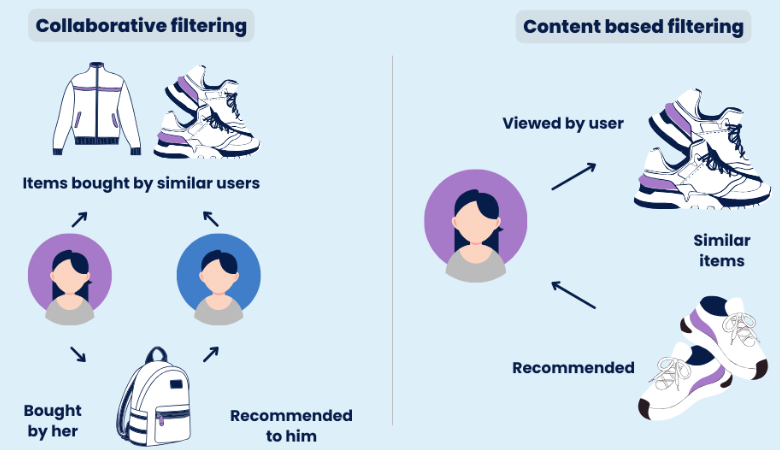 Collaborative filtering
Items bought by similar users
Bought
by her
Recommended
to him
Content based filtering
Viewed by user
Similar
items
Recommended